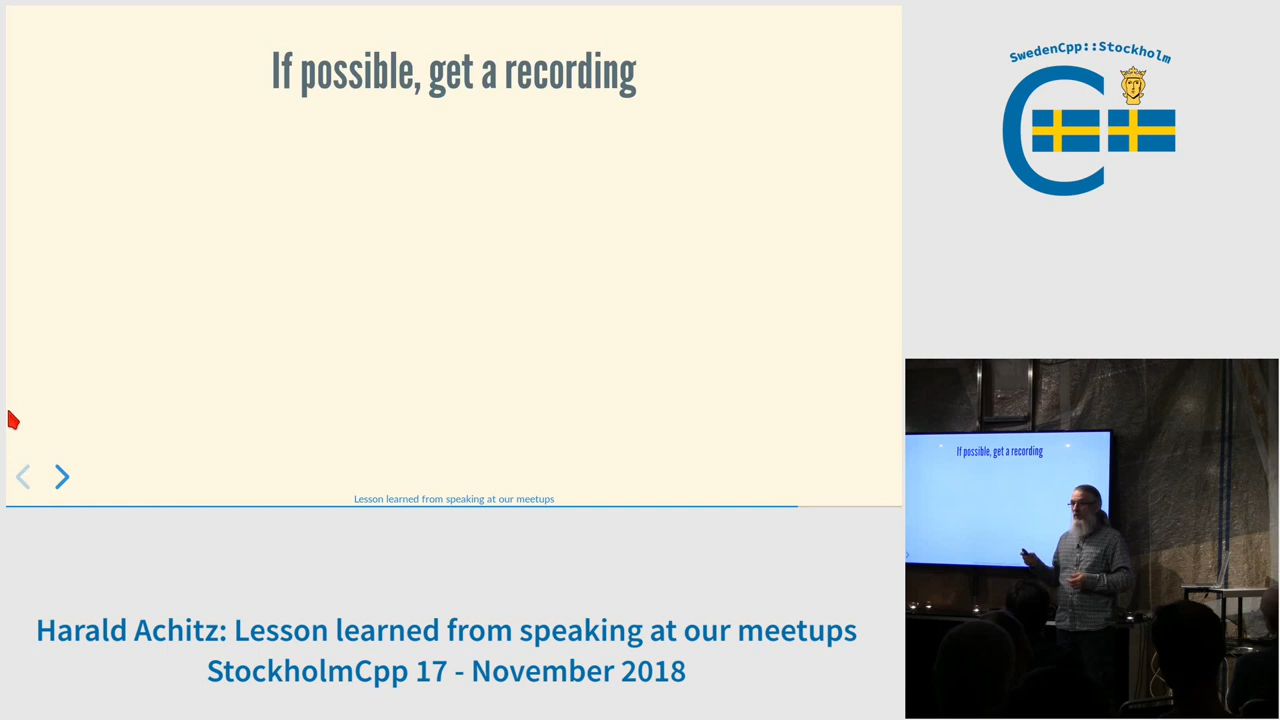 If possible, get a recording
Lesson learned from speaking at our meetups
SwedenCpp::Stockholm
C
If possible, get a recording
Harald Achitz: Lesson learned from speaking at our meetups
StockholmCpp 17 - November 2018